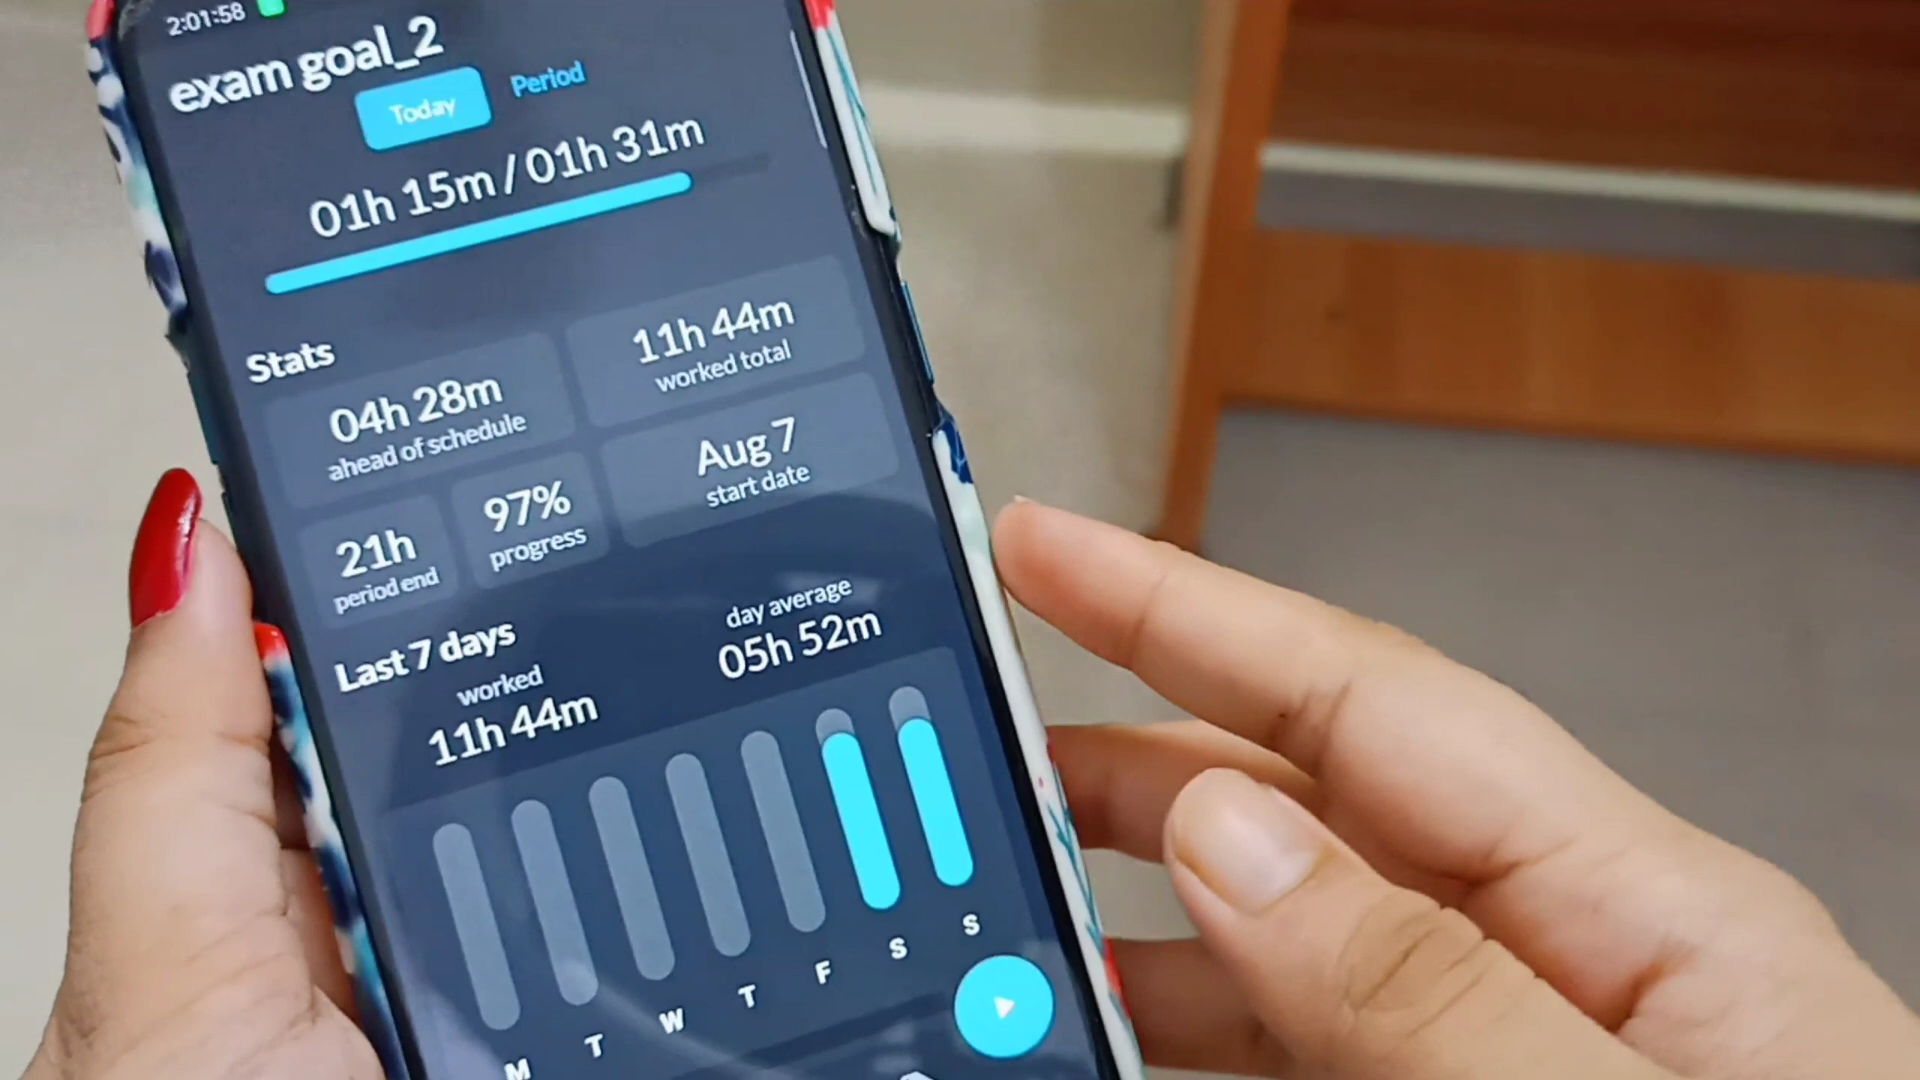 2:01:58
exam goal_2
Today
Period
01h 15m / 01h 31m
Stats
04h 28m
ahead of schedule
11h 44m
worked total
21h
period end
97%
progress
Aug 7
start date
Last 7 days
worked
11h 44m
day average
05h 52m
M T W T F S S